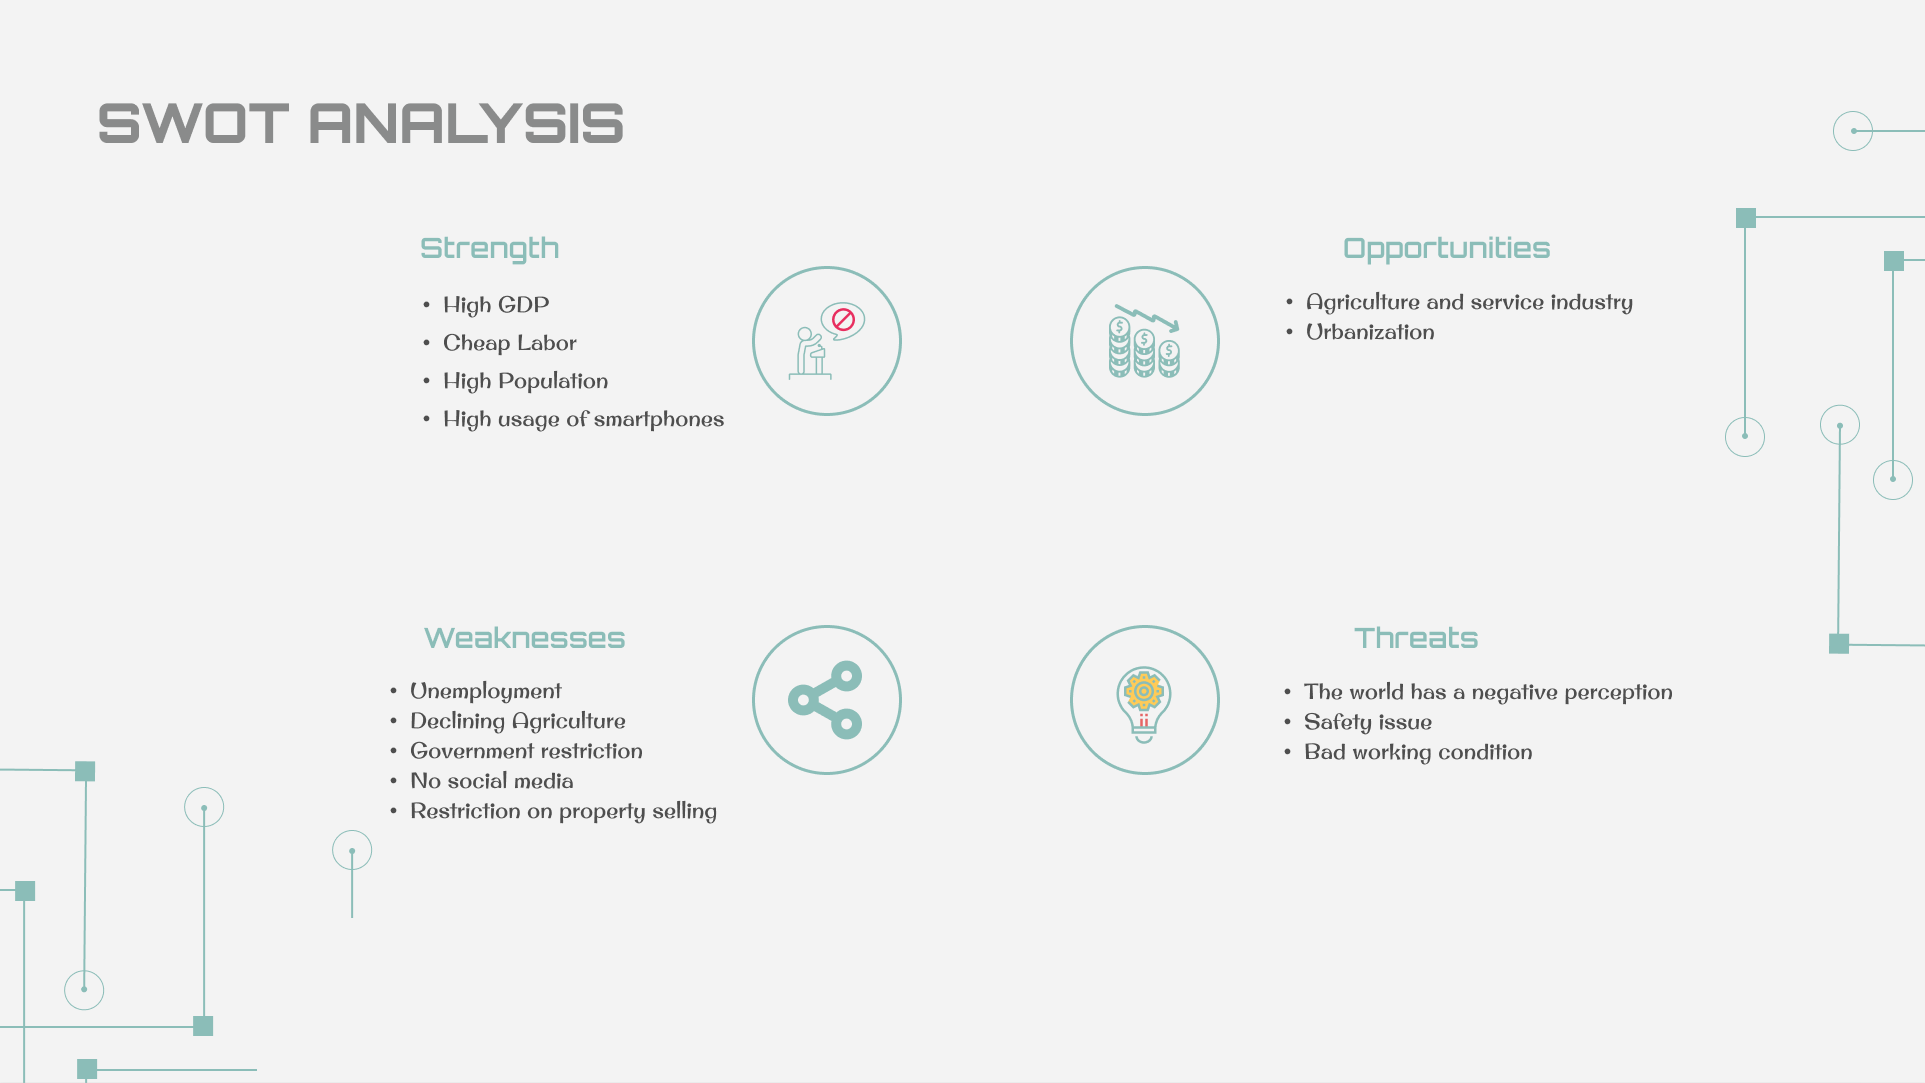 SWOT ANALYSIS
Strength
• High GDP
• Cheap Labor
• High Population
• High usage of smartphones
Opportunities
• Agriculture and service industry
• Urbanization
Weaknesses
• Unemployment
• Declining Agriculture
• Government restriction
• No social media
• Restriction on property selling
Threats
• The world has a negative perception
• Safety issue
• Bad working condition